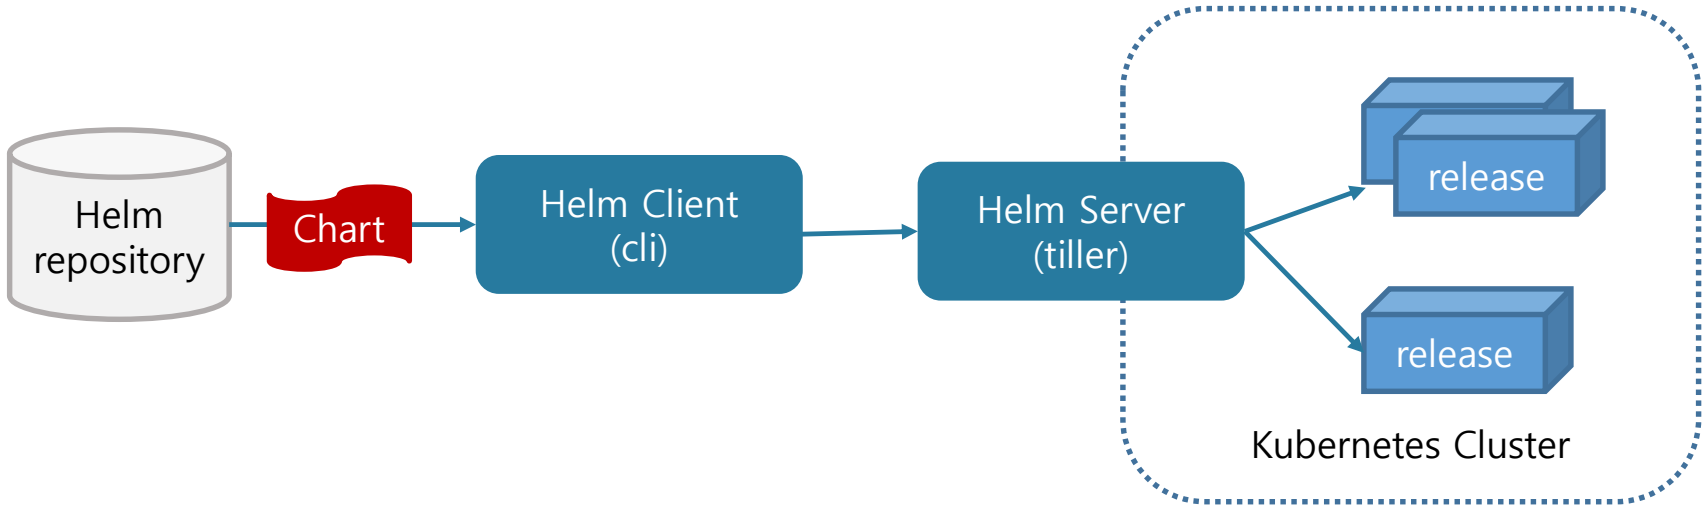 Helm
repository
Chart
Helm Client
(cli)
Helm Server
(tiller)
release
release
Kubernetes Cluster